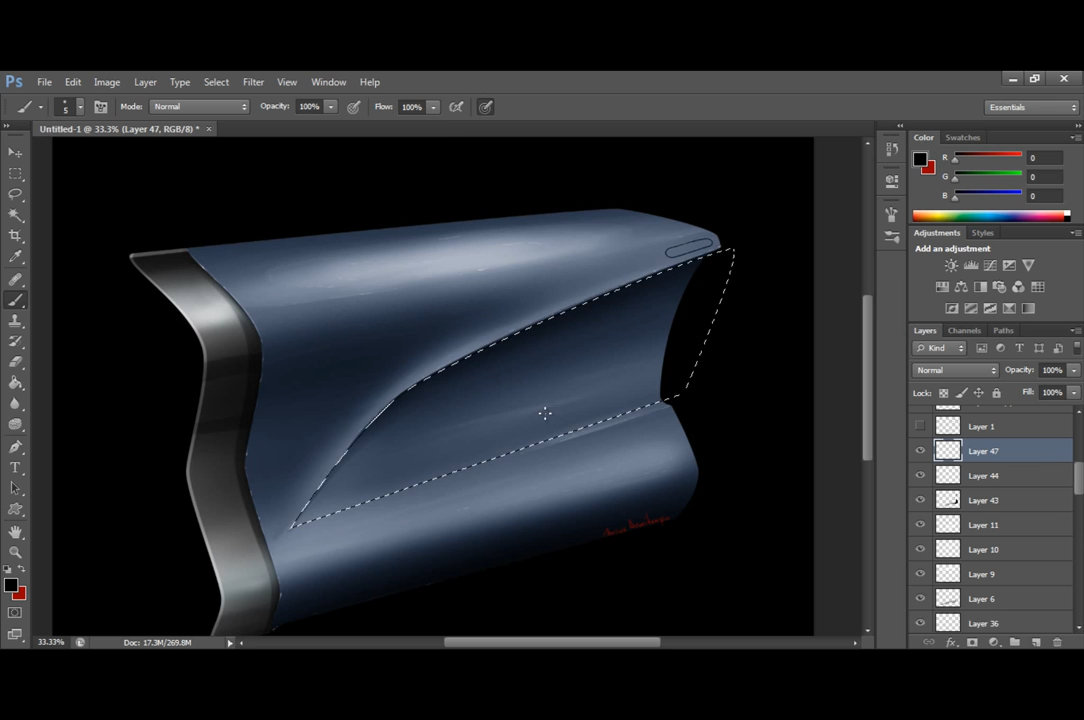 Ps File Edit Image Layer Type Select Filter View Window Help
5 Mode: Normal Opacity: 100% Flow: 100% Essentials
Untitled-1 @ 33.3% (Layer 47, RGB/8) * ×
Color Swatches
R 0
G 0
B 0
Adjustments Styles
Add an adjustment
Layers Channels Paths
Kind
Normal Opacity: 100%
Lock: Fill: 100%
Layer 1
Layer 47
Layer 44
Layer 43
Layer 11
Layer 10
Layer 9
Layer 6
Layer 36
33.33% Doc: 17.3M/269.8M